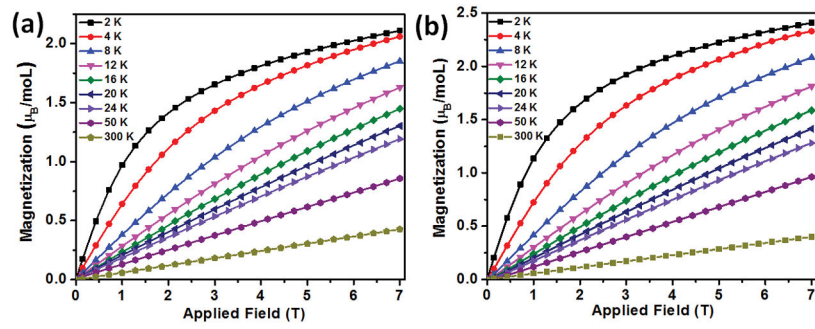 (a)
2 K
4 K
8 K
12 K
16 K
20 K
24 K
50 K
300 K
Magnetization (μB/moL)
2.0
1.5
1.0
0.5
0.0
0 1 2 3 4 5 6 7
Applied Field (T)
(b)
2 K
4 K
8 K
12 K
16 K
20 K
24 K
50 K
300 K
Magnetization (μB/moL)
2.5
2.0
1.5
1.0
0.5
0.0
0 1 2 3 4 5 6 7
Applied Field (T)